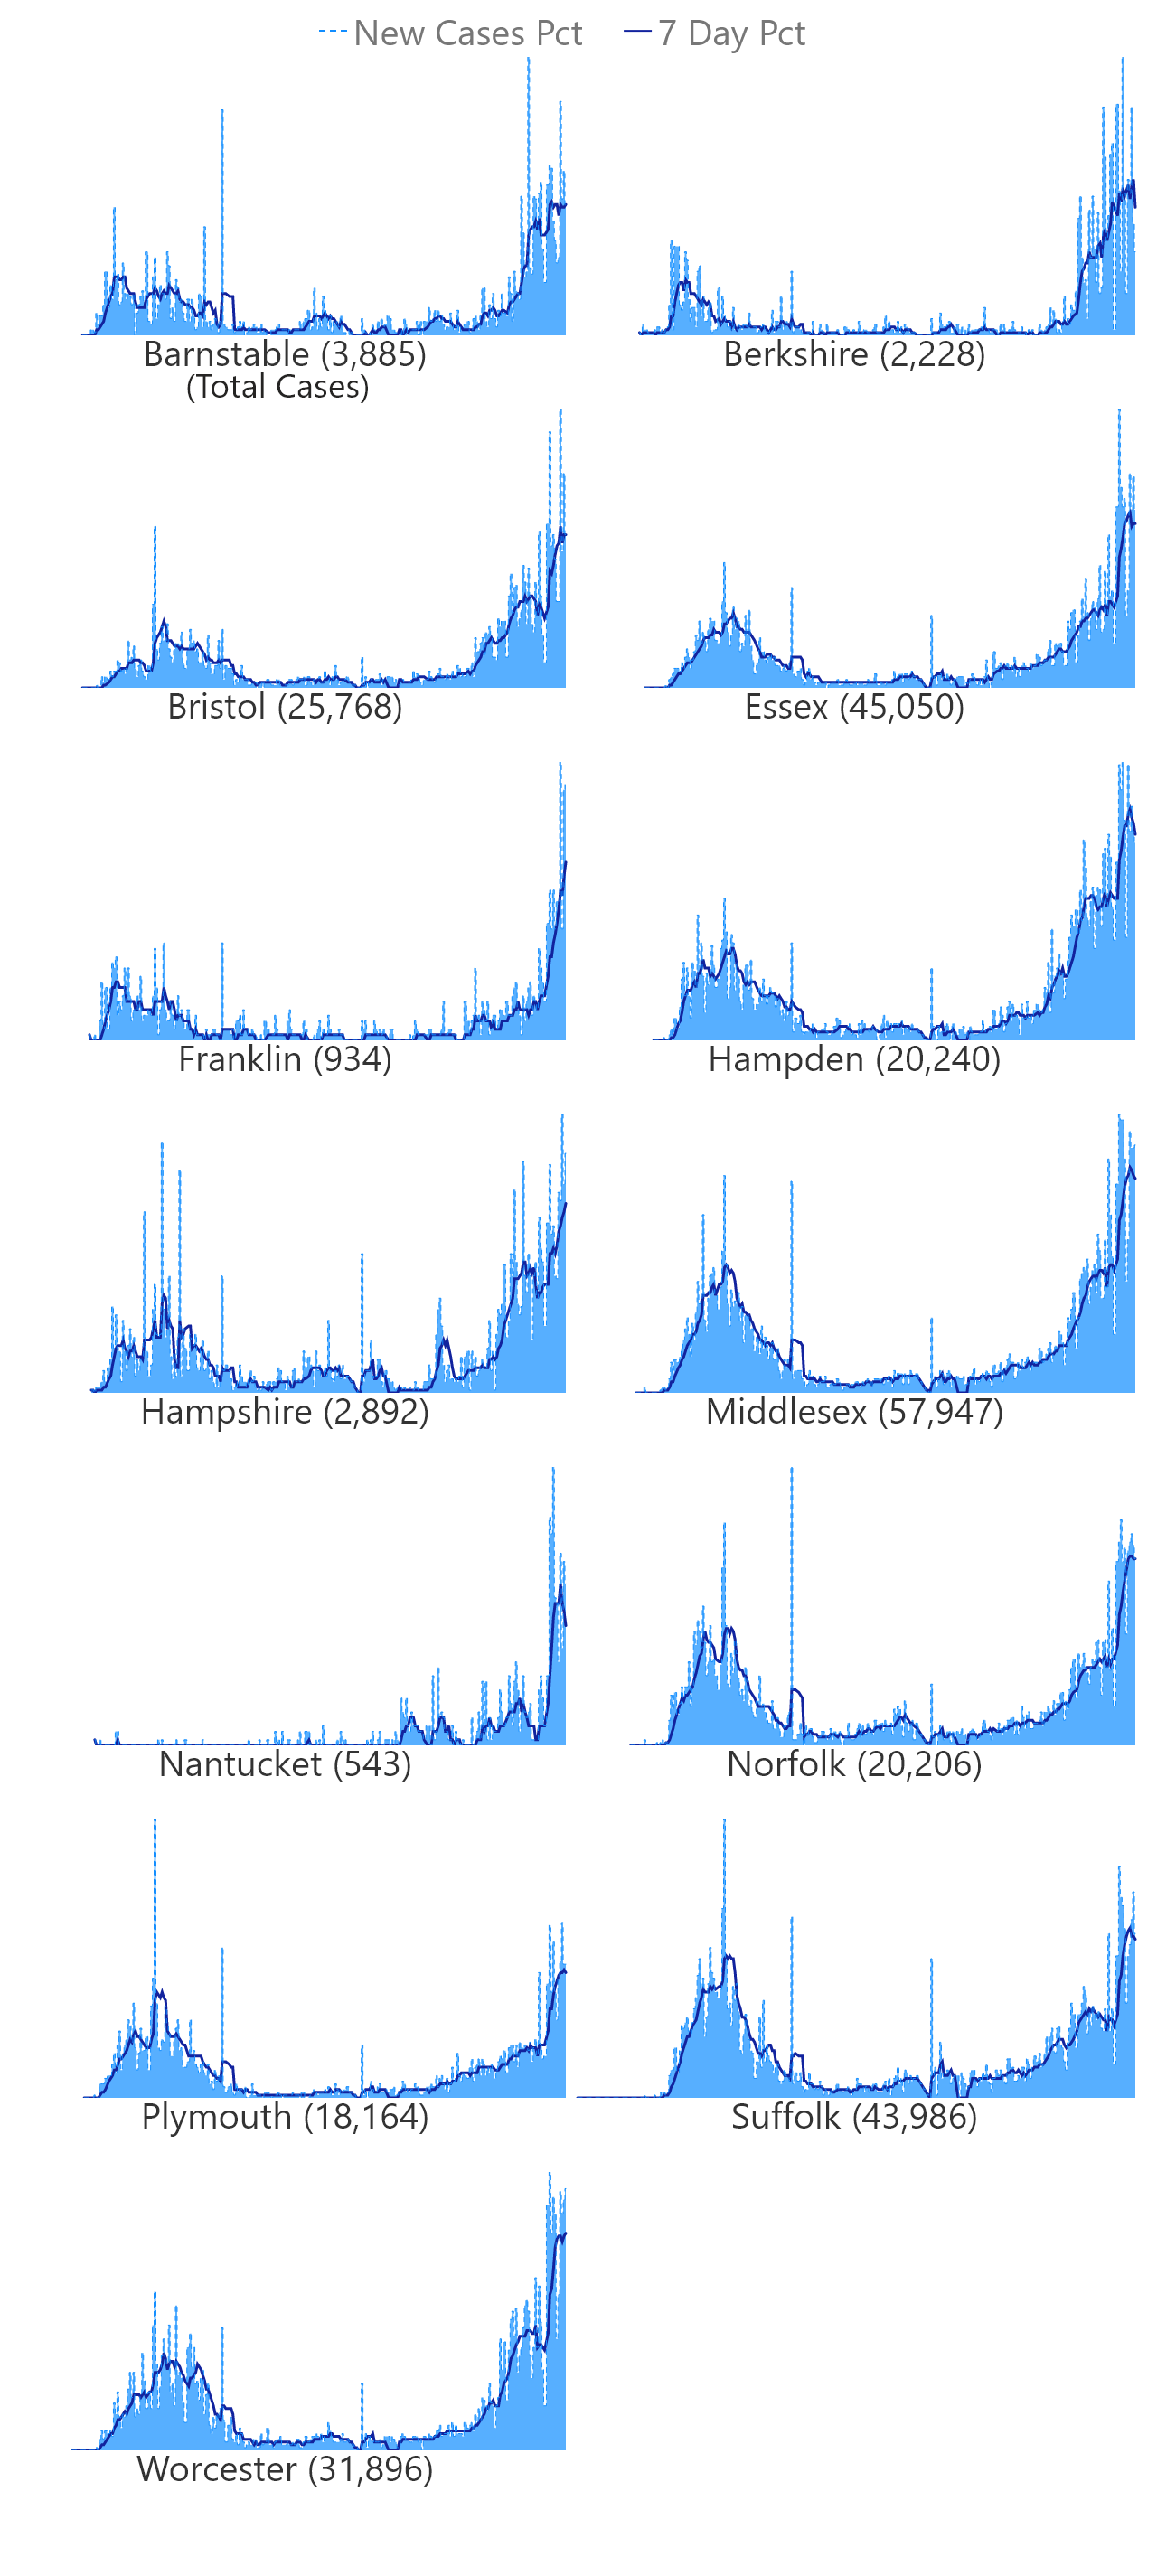 New Cases Pct 7 Day Pct
Barnstable (3,885)
(Total Cases)
Berkshire (2,228)
Bristol (25,768)
Essex (45,050)
Franklin (934)
Hampden (20,240)
Hampshire (2,892)
Middlesex (57,947)
Nantucket (543)
Norfolk (20,206)
Plymouth (18,164)
Suffolk (43,986)
Worcester (31,896)